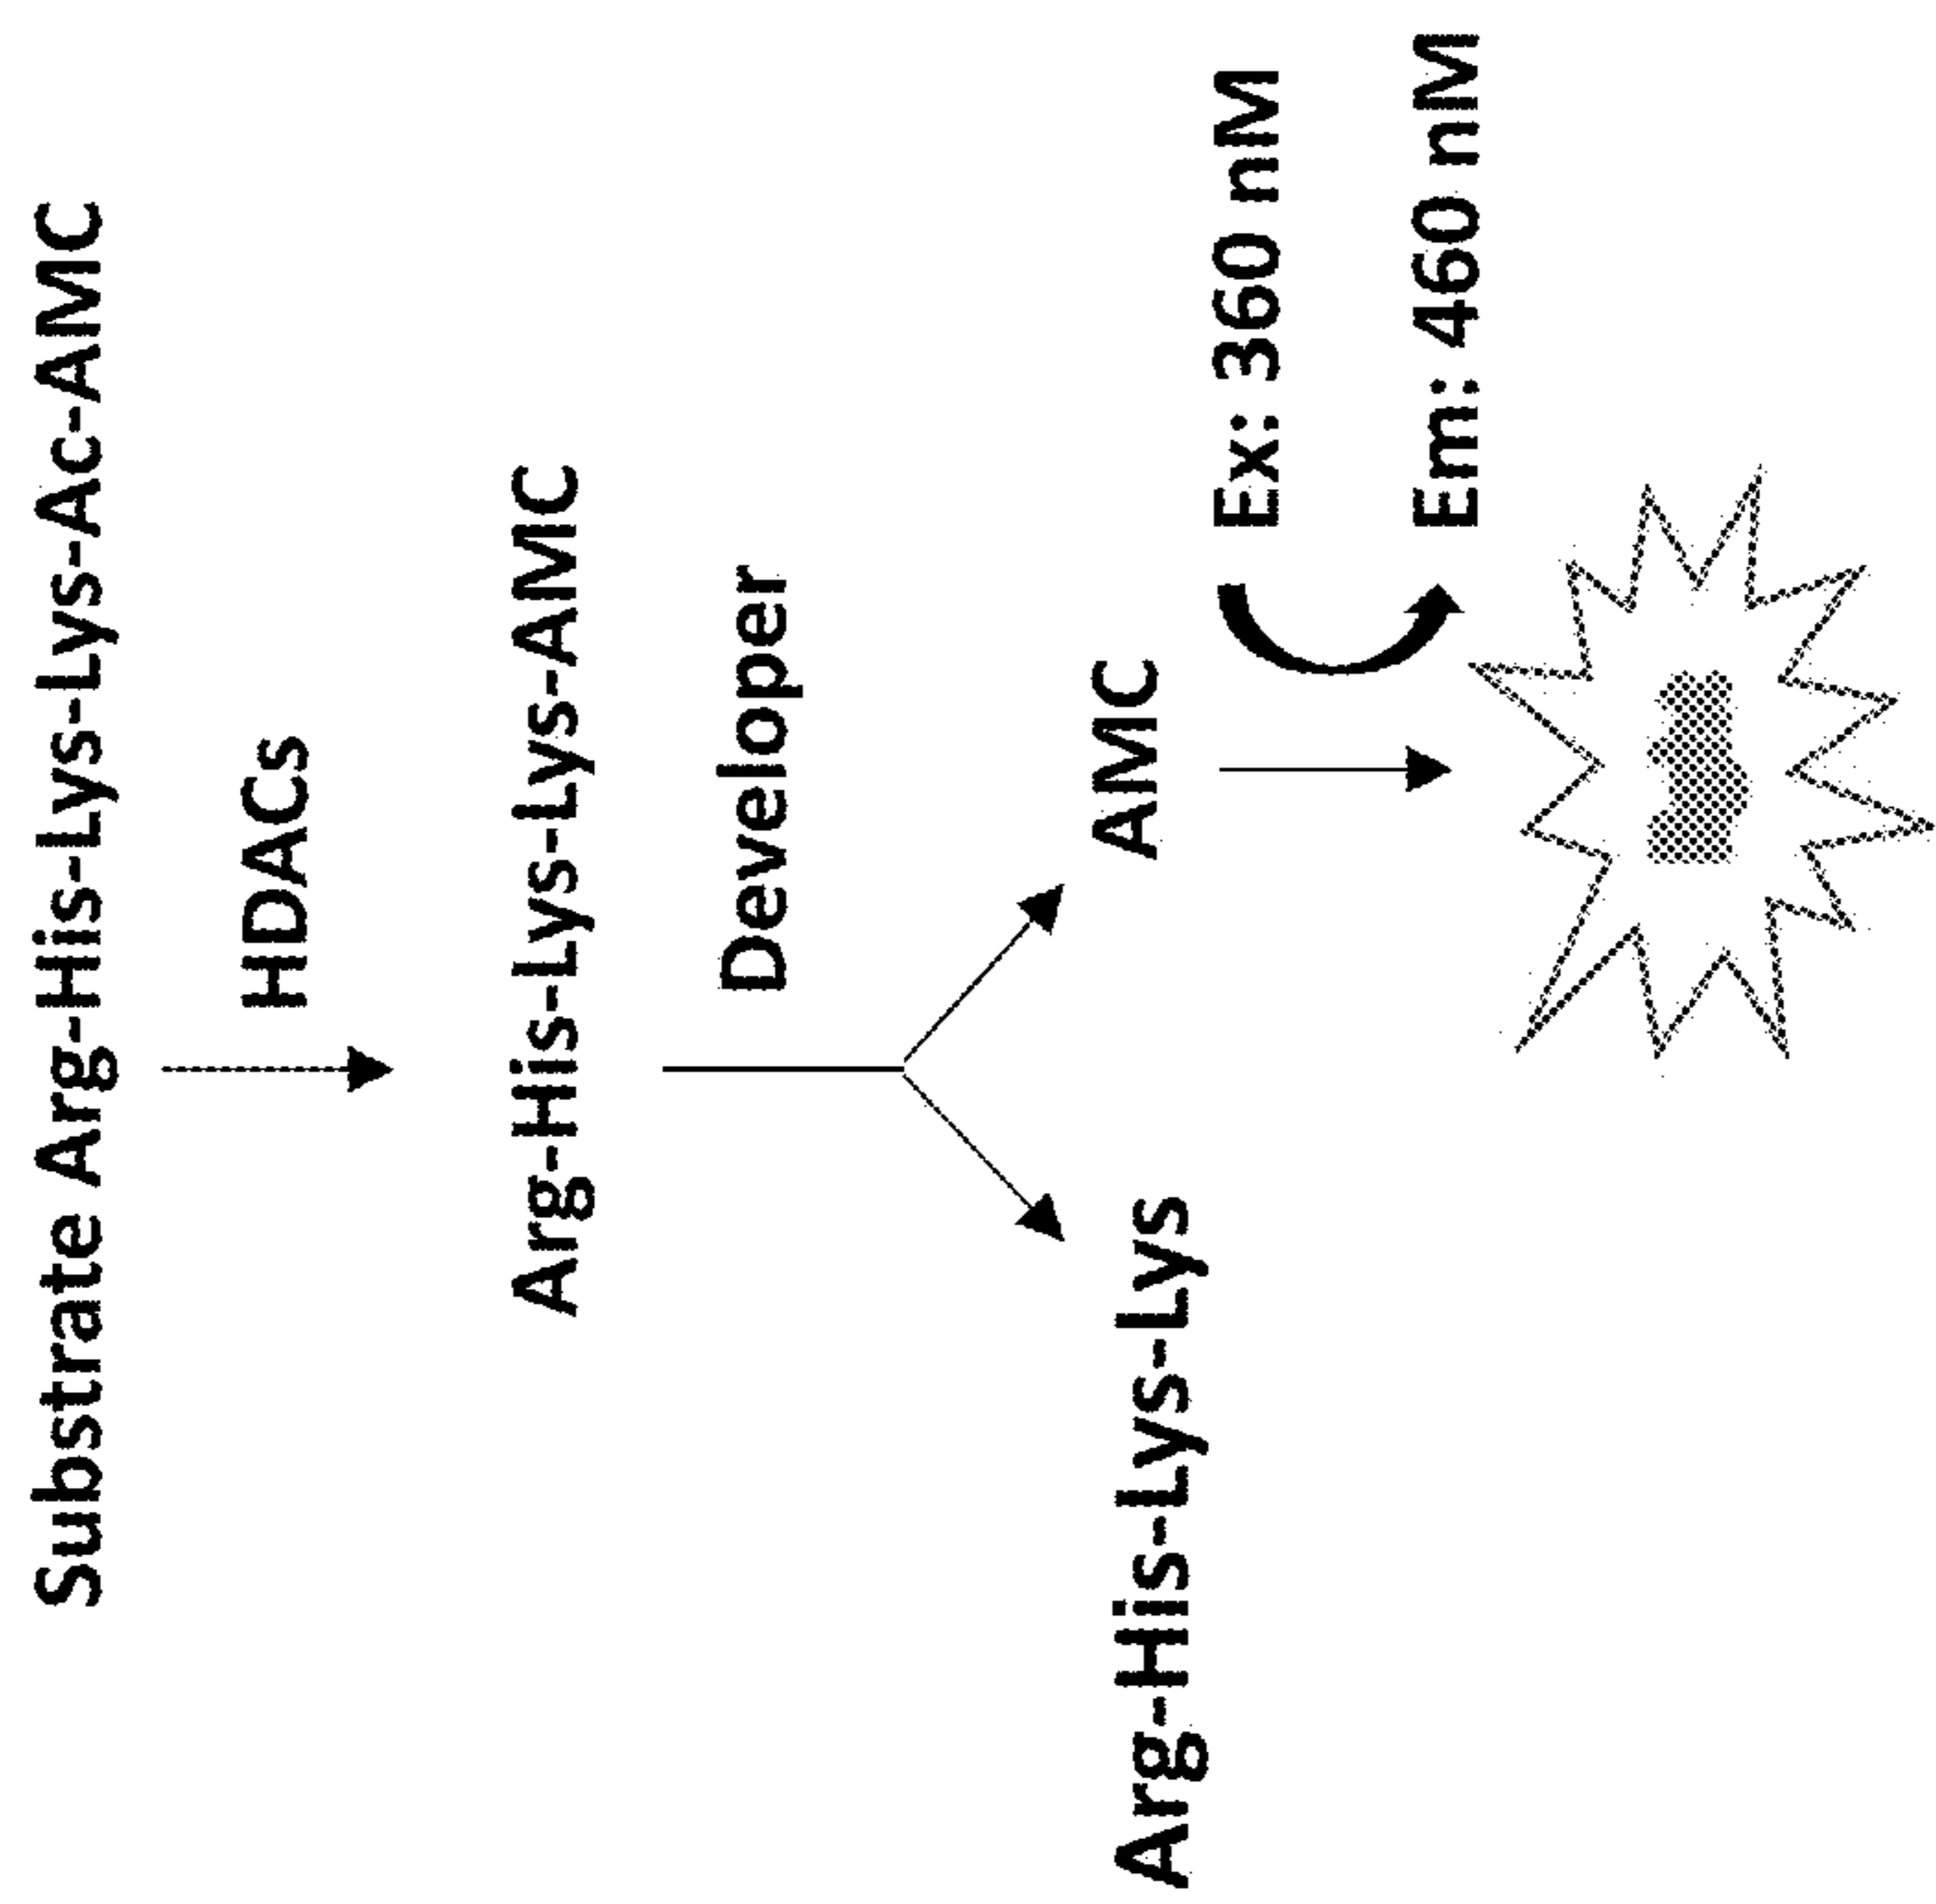 Substrate Arg-His-Lys-Lys-Ac-AMC
HDACs
Arg-His-Lys-Lys-AMC
Developer
Arg-His-Lys-Lys
AMC
Ex: 360 nM
Em: 460 nM